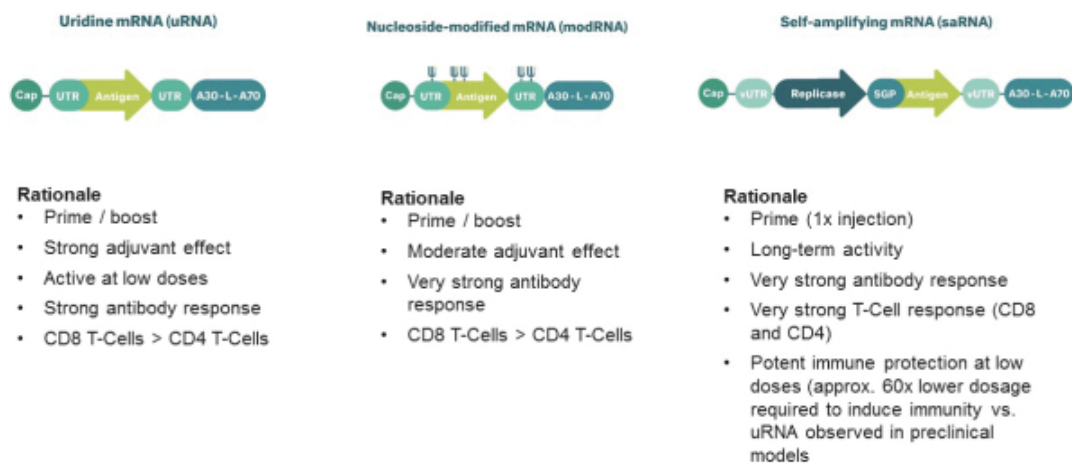 Uridine mRNA (uRNA)
Cap UTR Antigen UTR A30-L-A70
Rationale
• Prime / boost
• Strong adjuvant effect
• Active at low doses
• Strong antibody response
• CD8 T-Cells > CD4 T-Cells
Nucleoside-modified mRNA (modRNA)
Cap UTR Antigen UTR A30-L-A70
Rationale
• Prime / boost
• Moderate adjuvant effect
• Very strong antibody
response
• CD8 T-Cells > CD4 T-Cells
Self-amplifying mRNA (saRNA)
Cap vUTR Replicase SGP Antigen vUTR A30-L-A70
Rationale
• Prime (1x injection)
• Long-term activity
• Very strong antibody response
• Very strong T-Cell response (CD8
and CD4)
• Potent immune protection at low
doses (approx. 60x lower dosage
required to induce immunity vs.
uRNA observed in preclinical
models